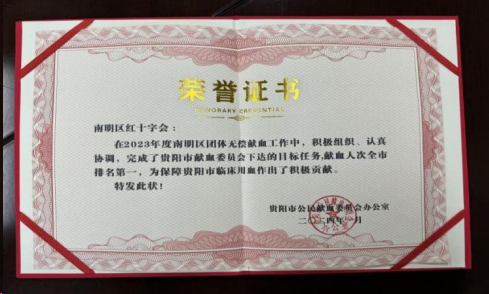 荣誉证书
HONORARY CREDENTIAL
南明区红十字会：
在2023年度南明区团体无偿献血工作中，积极组织、认真
协调，完成了贵阳市献血委员会下达的目标任务,献血人次全市
排名第一，为保障贵阳市临床用血作出了积极贡献。
特发此状！
贵阳市公民献血委员会办公室
二〇二四年 月